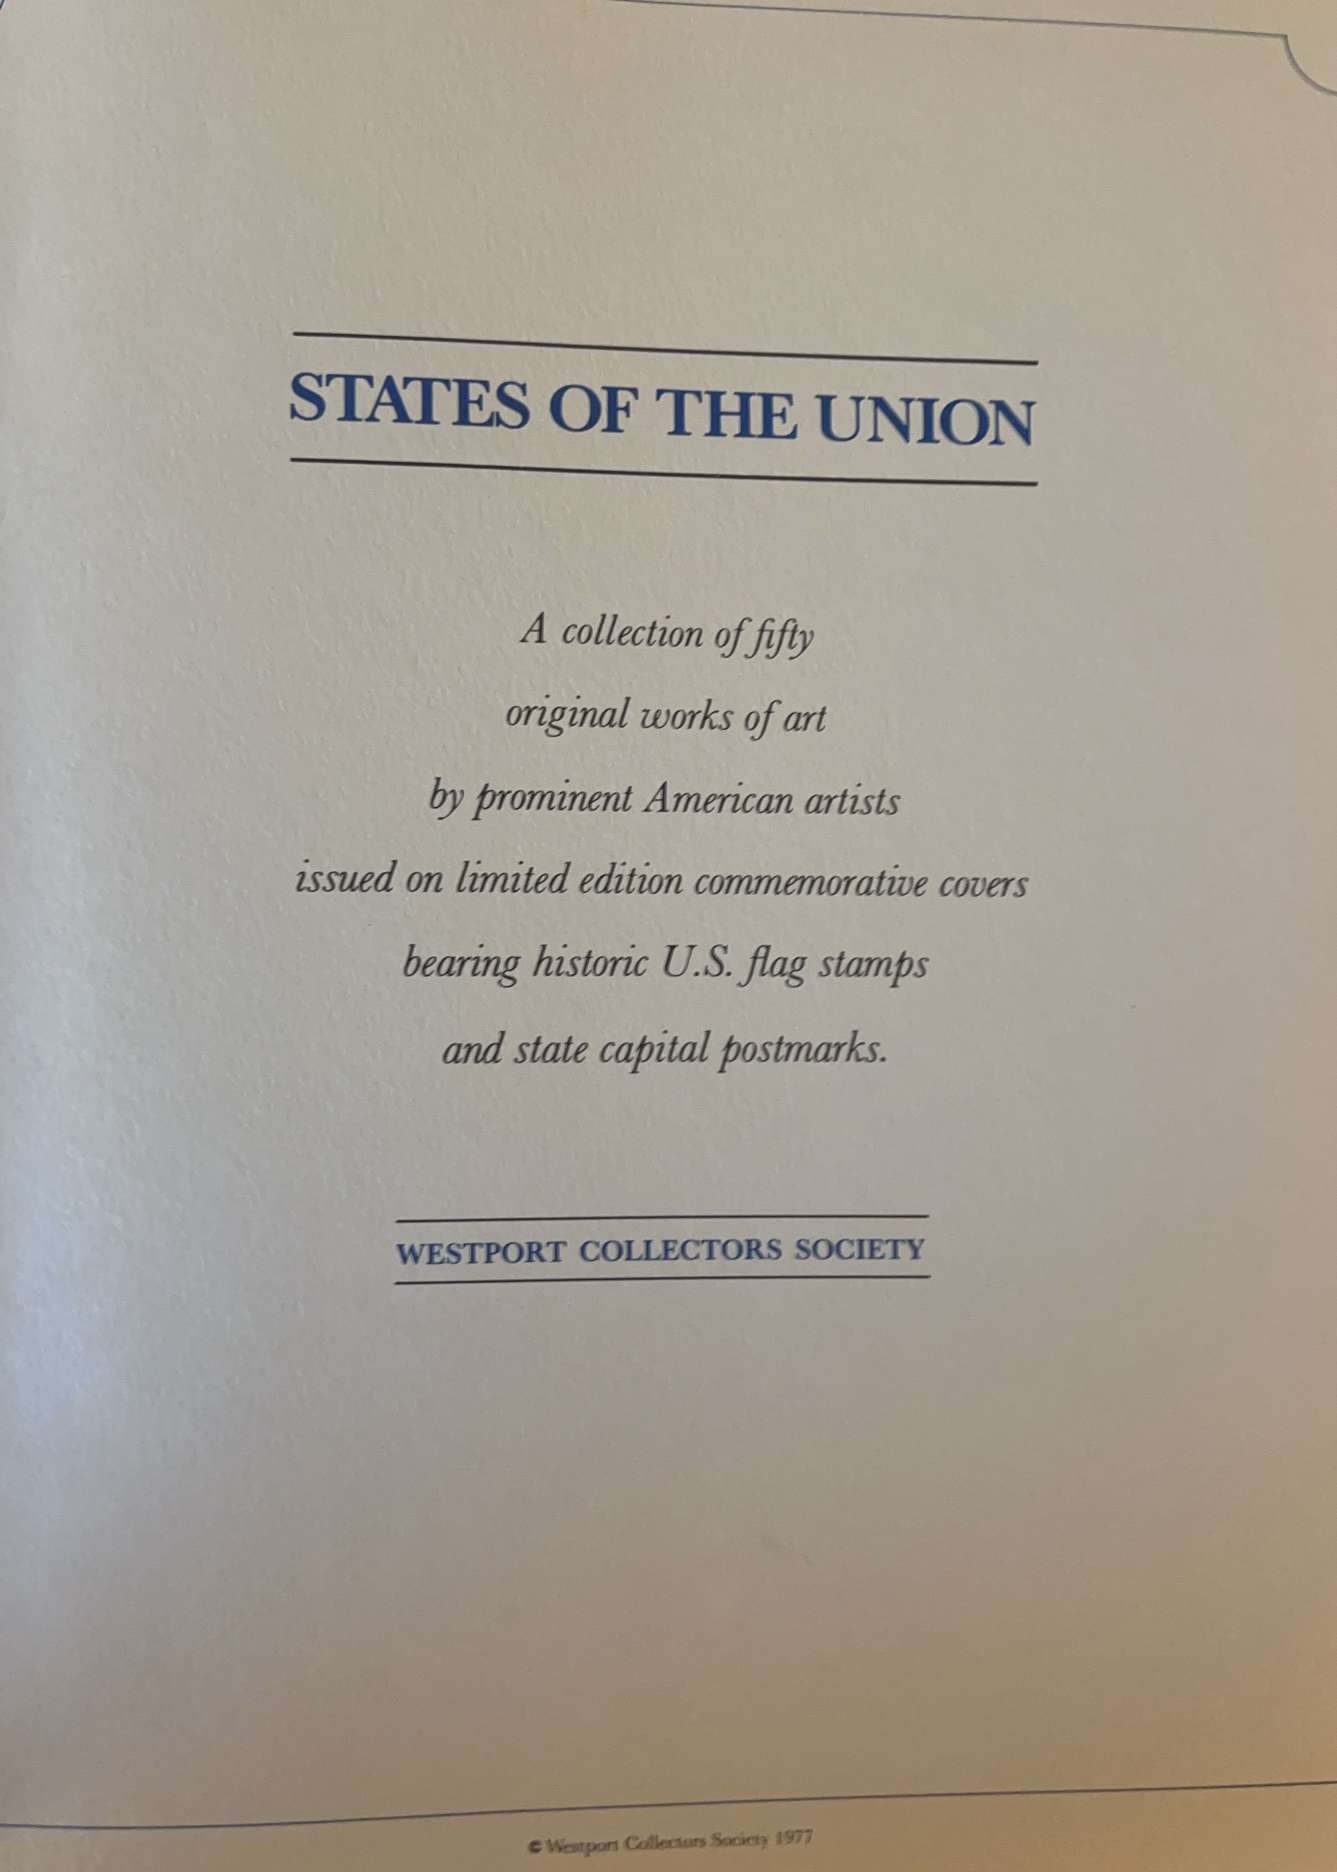 STATES OF THE UNION
A collection of fifty
original works of art
by prominent American artists
issued on limited edition commemorative covers
bearing historic U.S. flag stamps
and state capital postmarks.
WESTPORT COLLECTORS SOCIETY
© Westport Collectors Society 1977